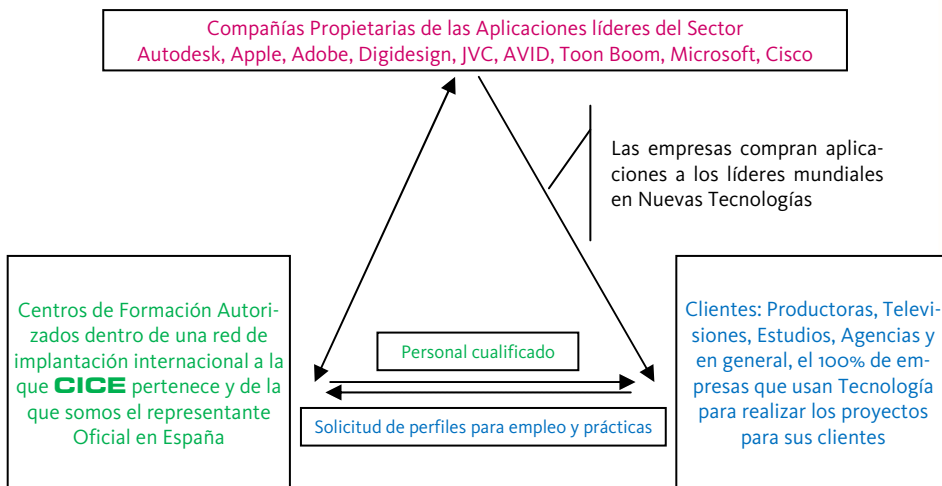 Compañías Propietarias de las Aplicaciones líderes del Sector
Autodesk, Apple, Adobe, Digidesign, JVC, AVID, Toon Boom, Microsoft, Cisco
Las empresas compran aplica-
ciones a los líderes mundiales
en Nuevas Tecnologías
Centros de Formación Autori-
zados dentro de una red de
implantación internacional a la
que CICE pertenece y de la
que somos el representante
Oficial en España
Personal cualificado
Solicitud de perfiles para empleo y prácticas
Clientes: Productoras, Televi-
siones, Estudios, Agencias y
en general, el 100% de em-
presas que usan Tecnología
para realizar los proyectos
para sus clientes